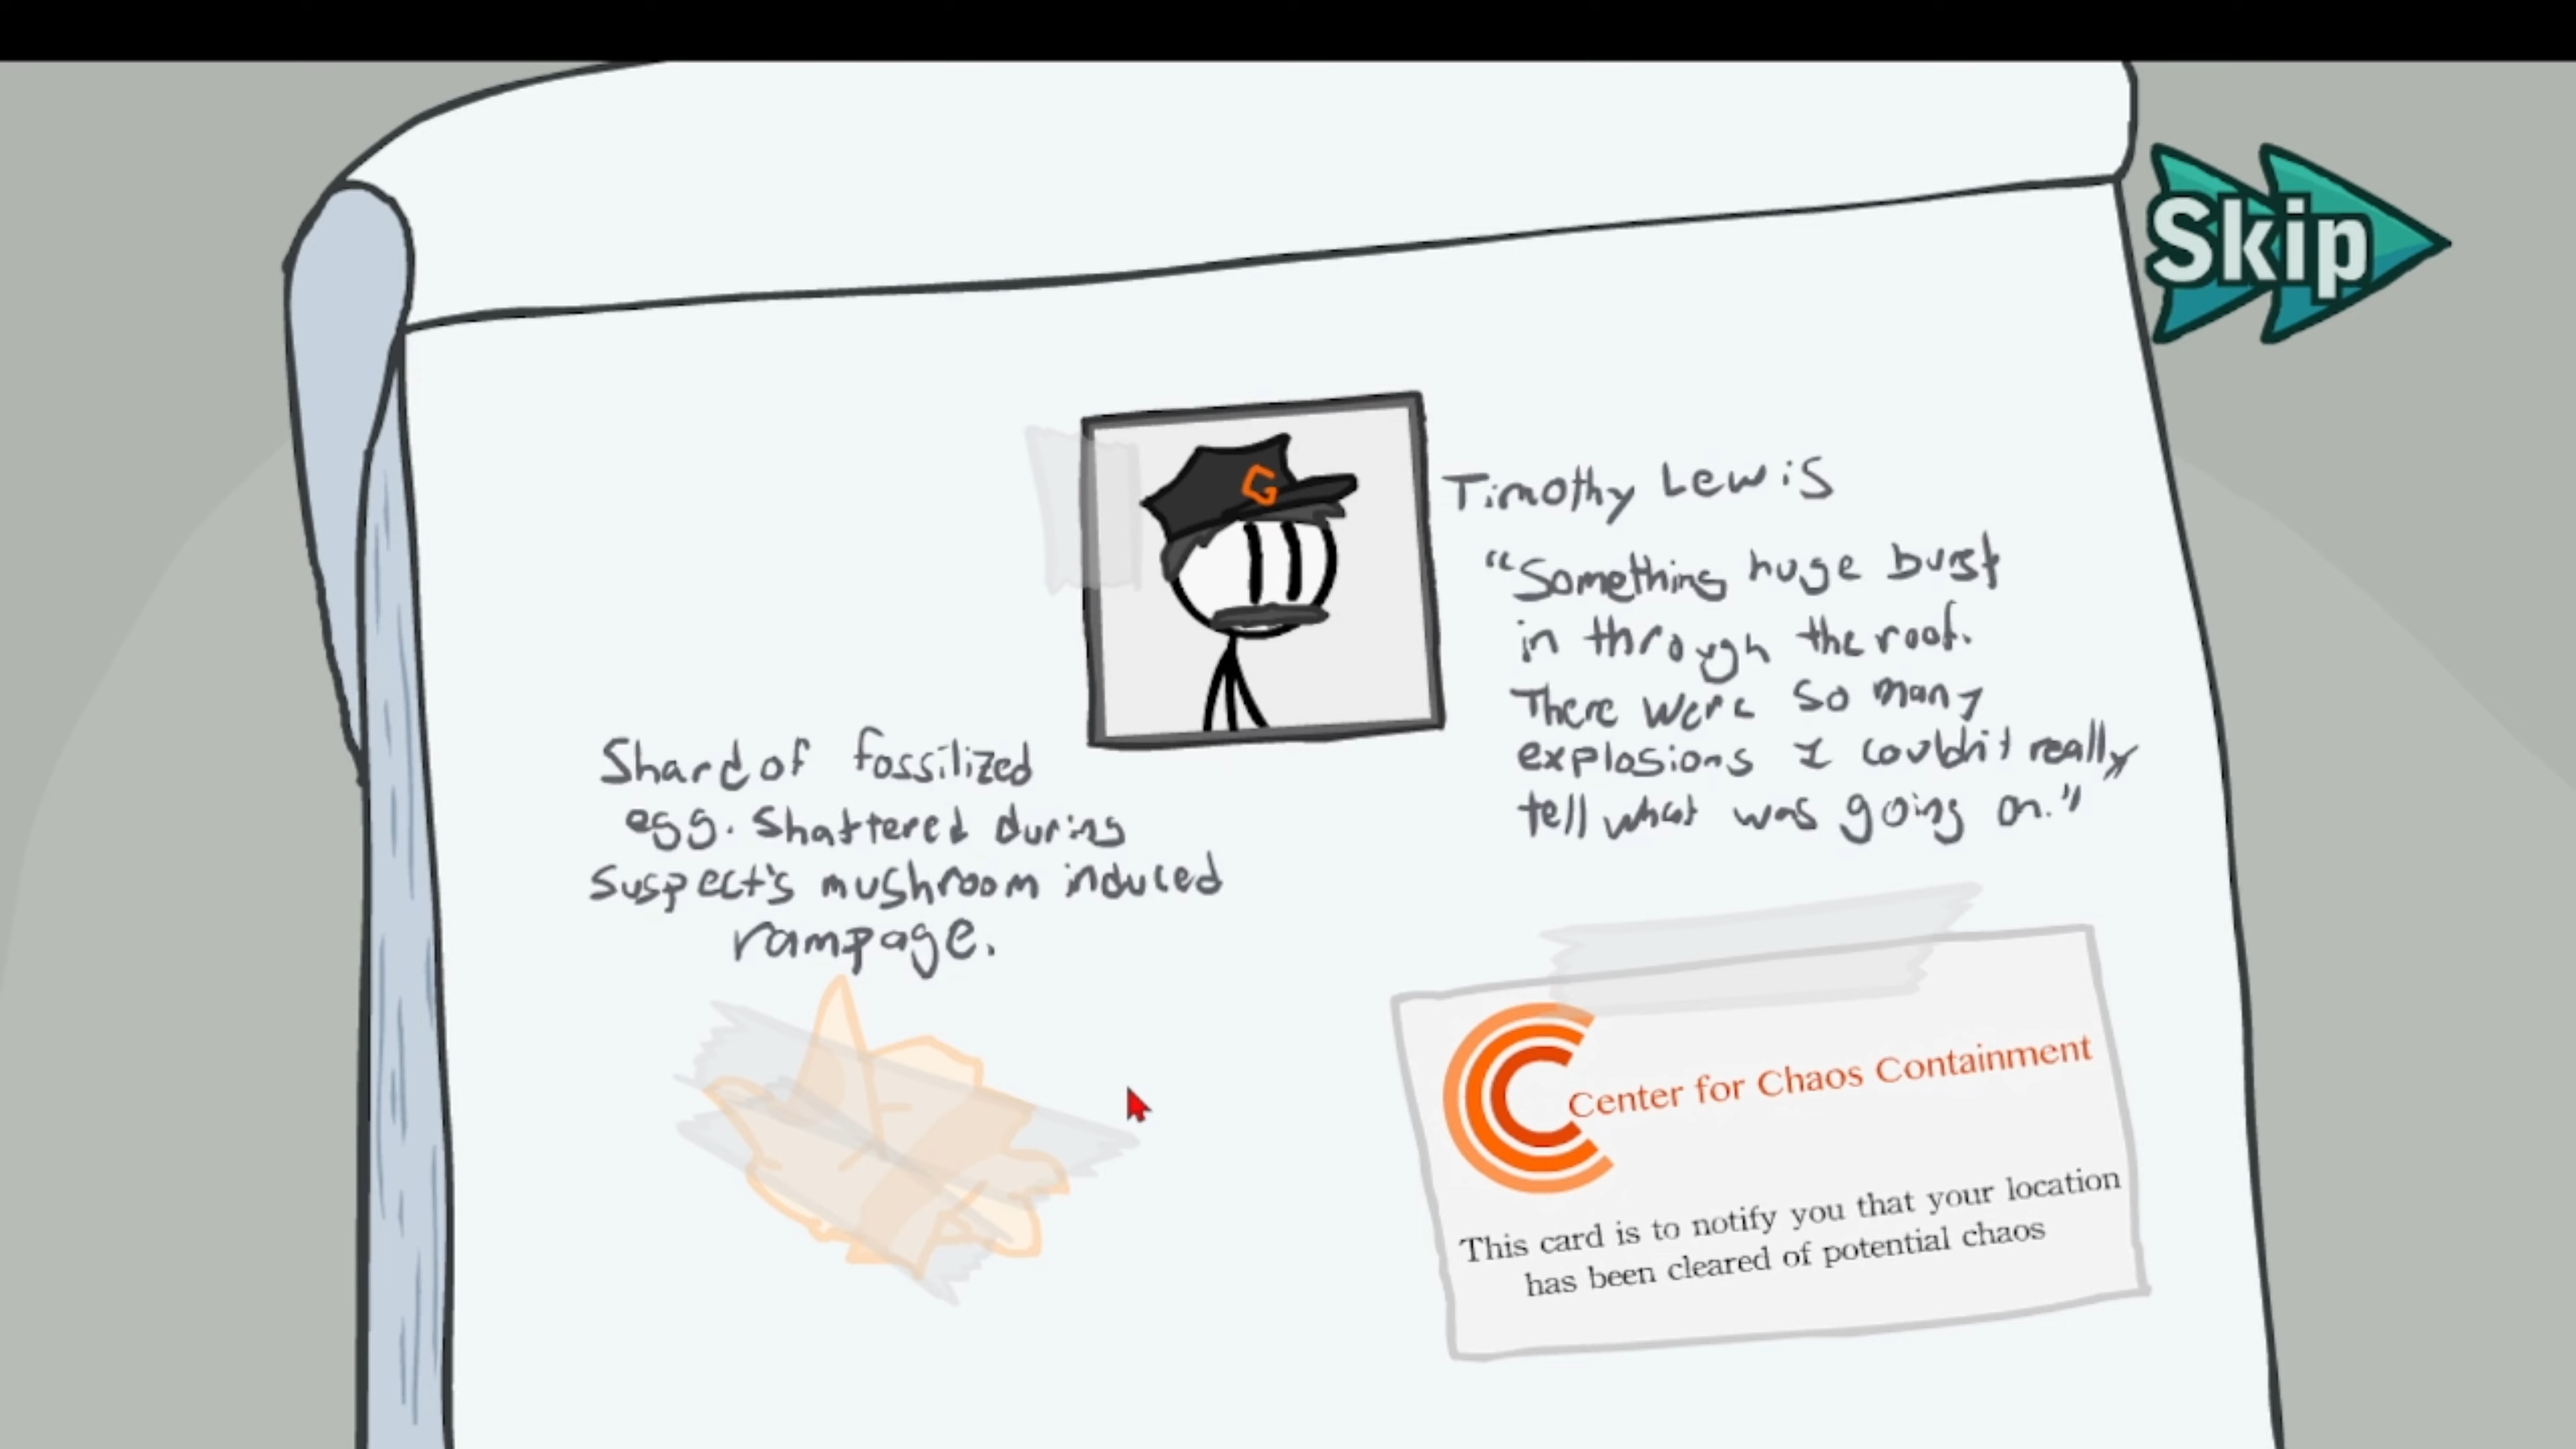 Skip
G
Timothy Lewis
"Something huge burst
in through the roof.
There were so many
explosions I couldn't really
tell what was going on."
Shard of fossilized
egg. Shattered during
suspect's mushroom induced
rampage.
Center for Chaos Containment
This card is to notify you that your location
has been cleared of potential chaos